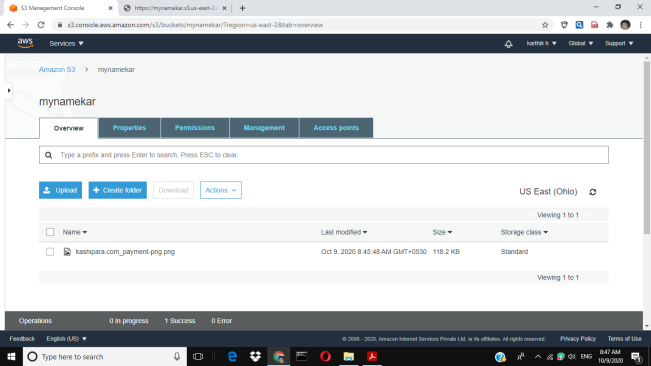 S3 Management Console
https://mynamekar.s3.us-east-2.
s3.console.aws.amazon.com/s3/buckets/mynamekar/?region=us-east-2&tab=overview
aws Services karthik h Global Support
Amazon S3 > mynamekar
mynamekar
Overview Properties Permissions Management Access points
Type a prefix and press Enter to search. Press ESC to clear.
Upload + Create folder Download Actions US East (Ohio)
Viewing 1 to 1
Name Last modified Size Storage class
kashipara.com_payment-png.png Oct 9, 2020 8:45:48 AM GMT+0530 118.2 KB Standard
Viewing 1 to 1
Operations 0 In progress 1 Success 0 Error
Feedback English (US) © 2008 - 2020, Amazon Internet Services Private Ltd. or its affiliates. All rights reserved. Privacy Policy Terms of Use
Type here to search ENG 8:47 AM
10/9/2020